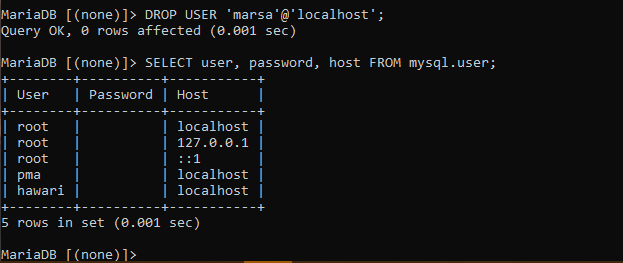 MariaDB [(none)]> DROP USER 'marsa'@'localhost';
Query OK, 0 rows affected (0.001 sec)
MariaDB [(none)]> SELECT user, password, host FROM mysql.user;
+--------+----------+-----------+
| User   | Password | Host      |
+--------+----------+-----------+
| root   |          | localhost |
| root   |          | 127.0.0.1 |
| root   |          | ::1       |
| pma    |          | localhost |
| hawari |          | localhost |
+--------+----------+-----------+
5 rows in set (0.001 sec)
MariaDB [(none)]>